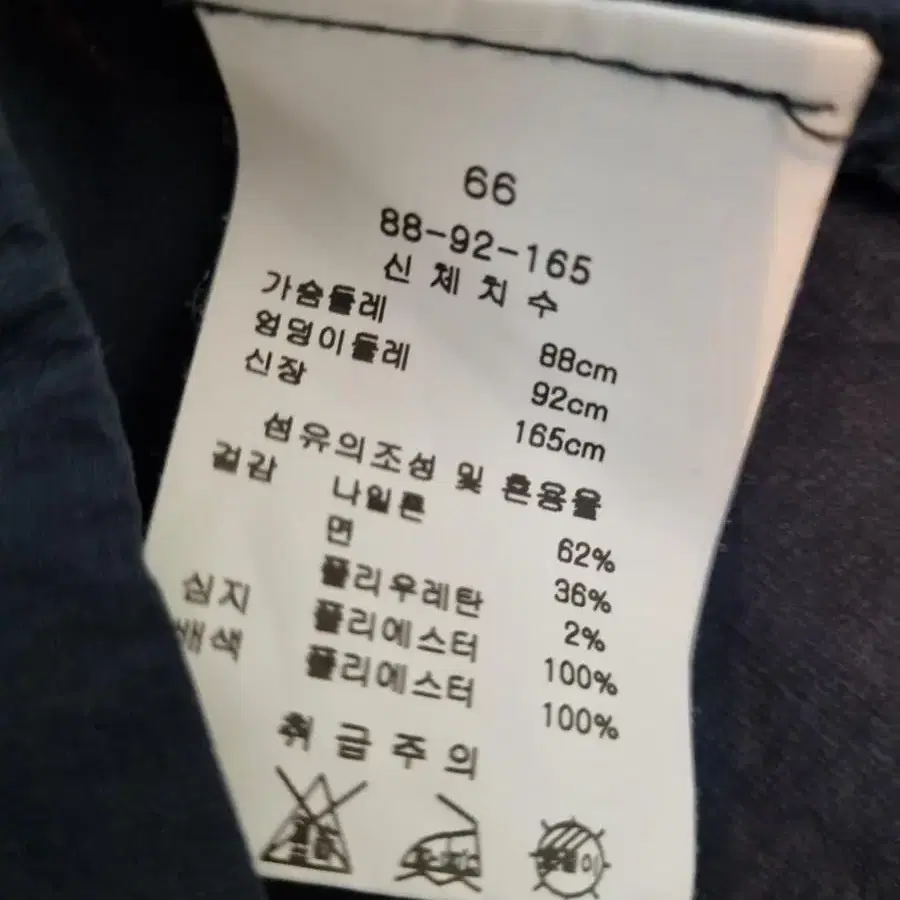 66
88-92-165
신 체 치 수
가슴둘레 88cm
엉덩이둘레 92cm
신장 165cm
섬유의조성 및 혼용율
겉감 나일론 62%
면 36%
폴리우레탄 2%
심지 폴리에스터 100%
배색 폴리에스터 100%
취 급 주 의